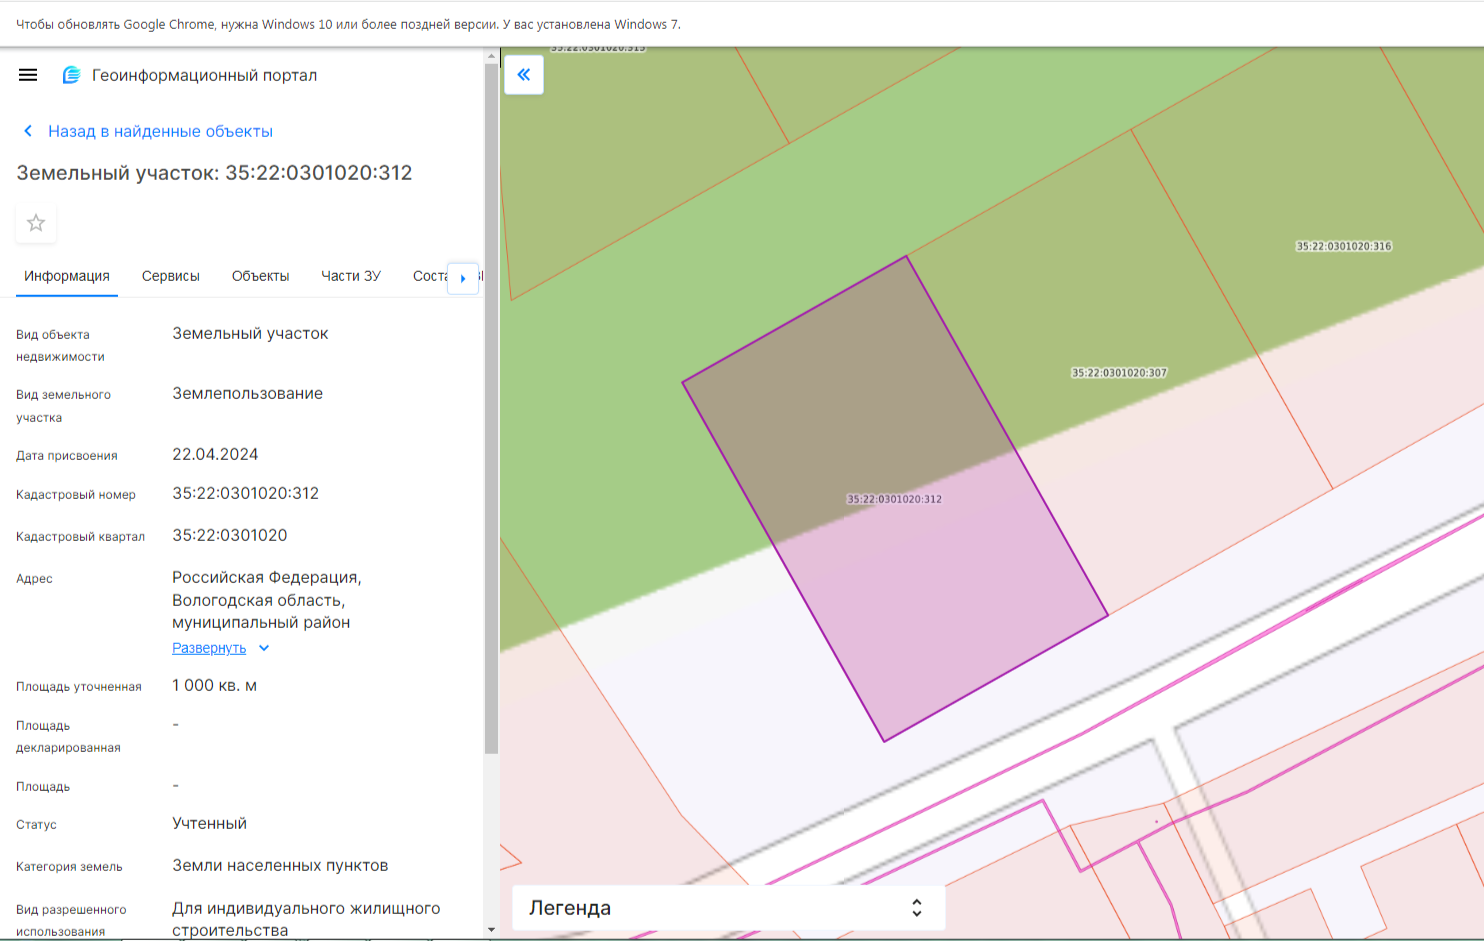 Чтобы обновлять Google Chrome, нужна Windows 10 или более поздней версии. У вас установлена Windows 7.
Геоинформационный портал
Назад в найденные объекты
Земельный участок: 35:22:0301020:312
Информация
Сервисы
Объекты
Части ЗУ
Вид объекта
недвижимости
Земельный участок
Вид земельного
участка
Землепользование
Дата присвоения
22.04.2024
Кадастровый номер
35:22:0301020:312
Кадастровый квартал
35:22:0301020
Адрес
Российская Федерация,
Вологодская область,
муниципальный район
Развернуть
Площадь уточненная
1 000 кв. м
Площадь
декларированная
-
Площадь
-
Статус
Учтенный
Категория земель
Земли населенных пунктов
Вид разрешенного
использования
Для индивидуального жилищного
строительства
35:22:0301020:316
35:22:0301020:307
35:22:0301020:312
Легенда